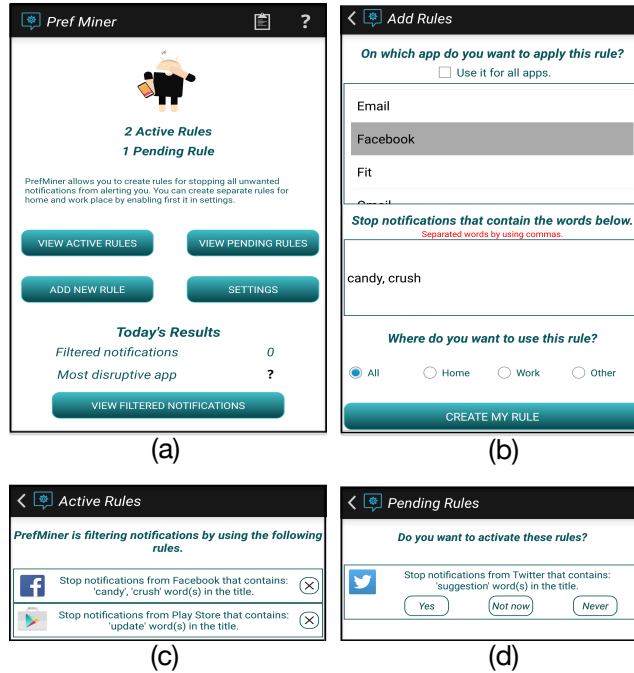 Pref Miner
?
2 Active Rules
1 Pending Rule
PrefMiner allows you to create rules for stopping all unwanted
notifications from alerting you. You can create separate rules for
home and work place by enabling first it in settings.
VIEW ACTIVE RULES
VIEW PENDING RULES
ADD NEW RULE
SETTINGS
Today's Results
Filtered notifications 0
Most disruptive app ?
VIEW FILTERED NOTIFICATIONS
(a)
Add Rules
On which app do you want to apply this rule?
Use it for all apps.
Email
Facebook
Fit
Gmail
Stop notifications that contain the words below.
Separated words by using commas.
candy, crush
Where do you want to use this rule?
All Home Work Other
CREATE MY RULE
(b)
Active Rules
PrefMiner is filtering notifications by using the following
rules.
Stop notifications from Facebook that contains:
'candy', 'crush' word(s) in the title.
Stop notifications from Play Store that contains:
'update' word(s) in the title.
(c)
Pending Rules
Do you want to activate these rules?
Stop notifications from Twitter that contains:
'suggestion' word(s) in the title.
Yes Not now Never
(d)